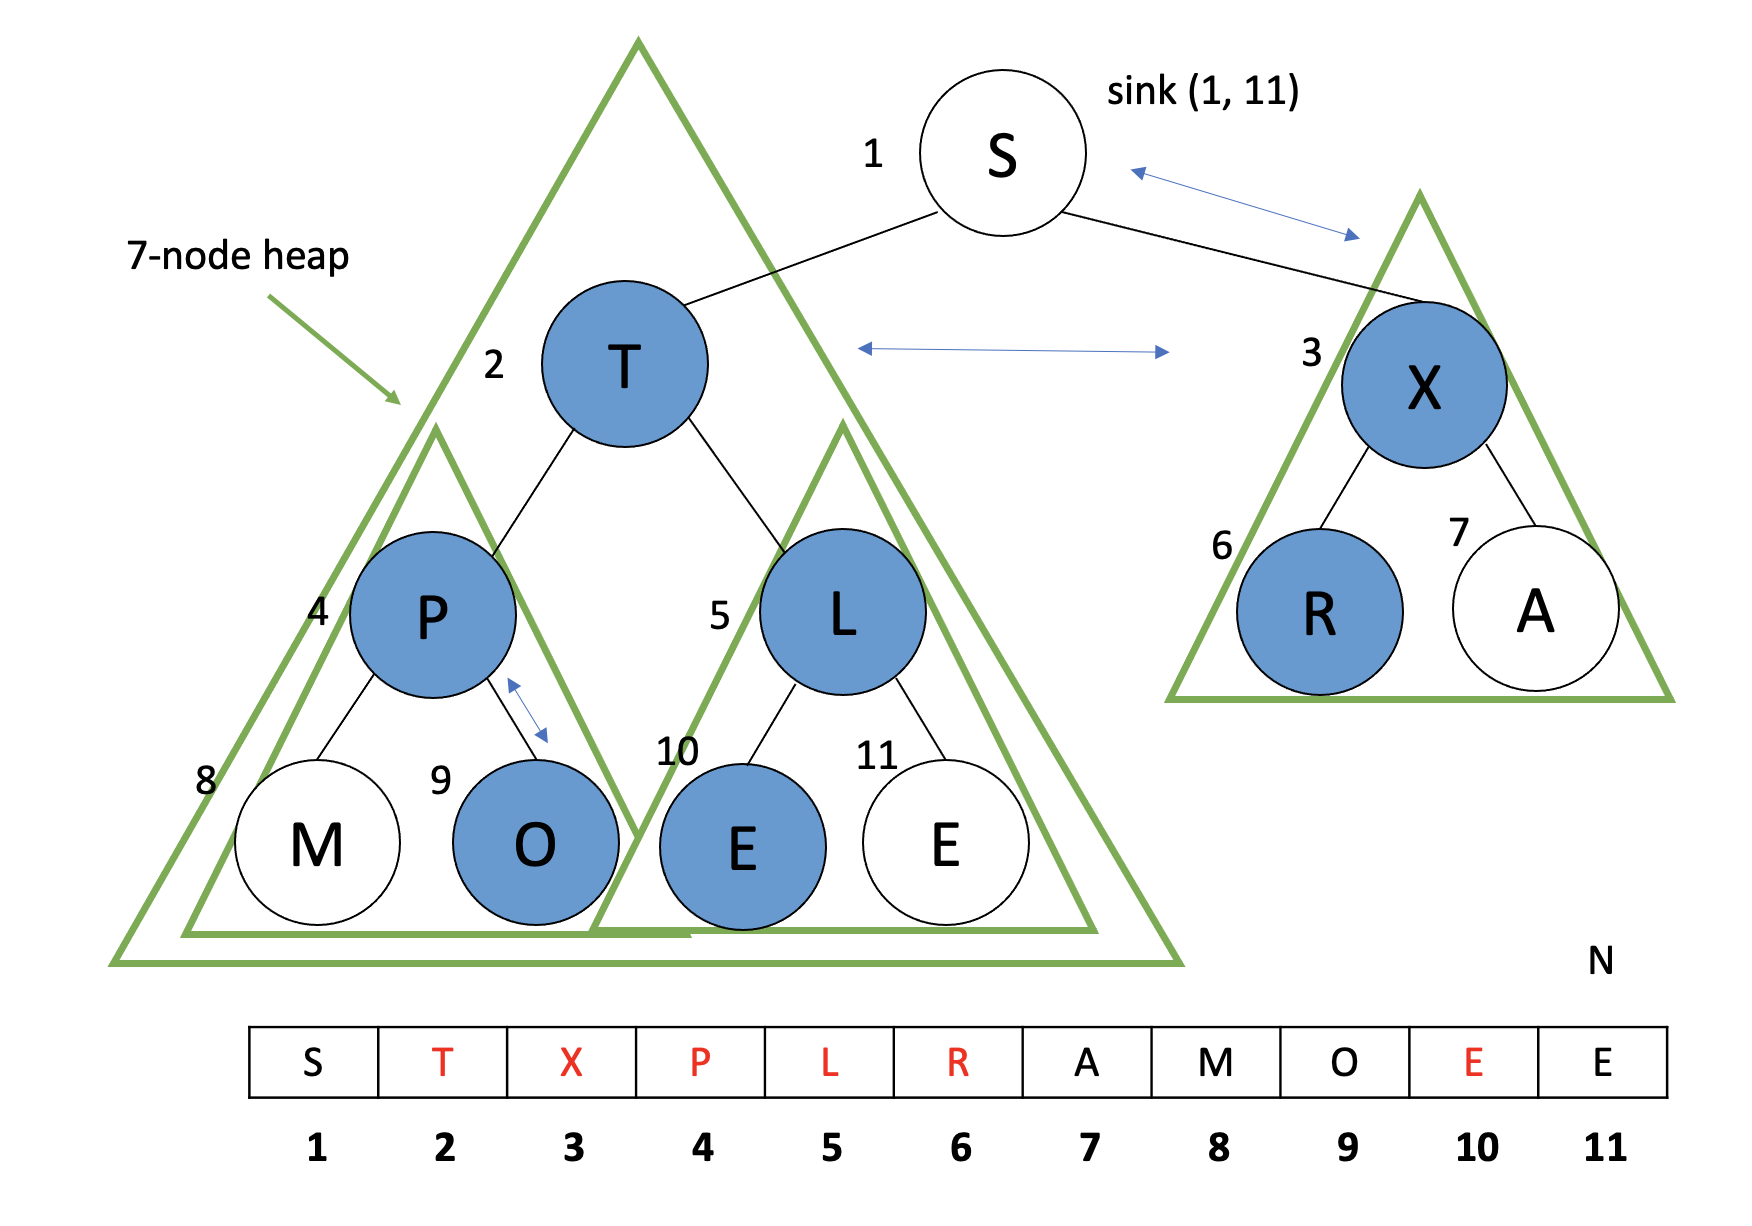 sink (1, 11)
1 S
7-node heap
2 T
3 X
4 P
5 L
6 R
7 A
8 M
9 O
10 E
11 E
N
S T X P L R A M O E E
1 2 3 4 5 6 7 8 9 10 11